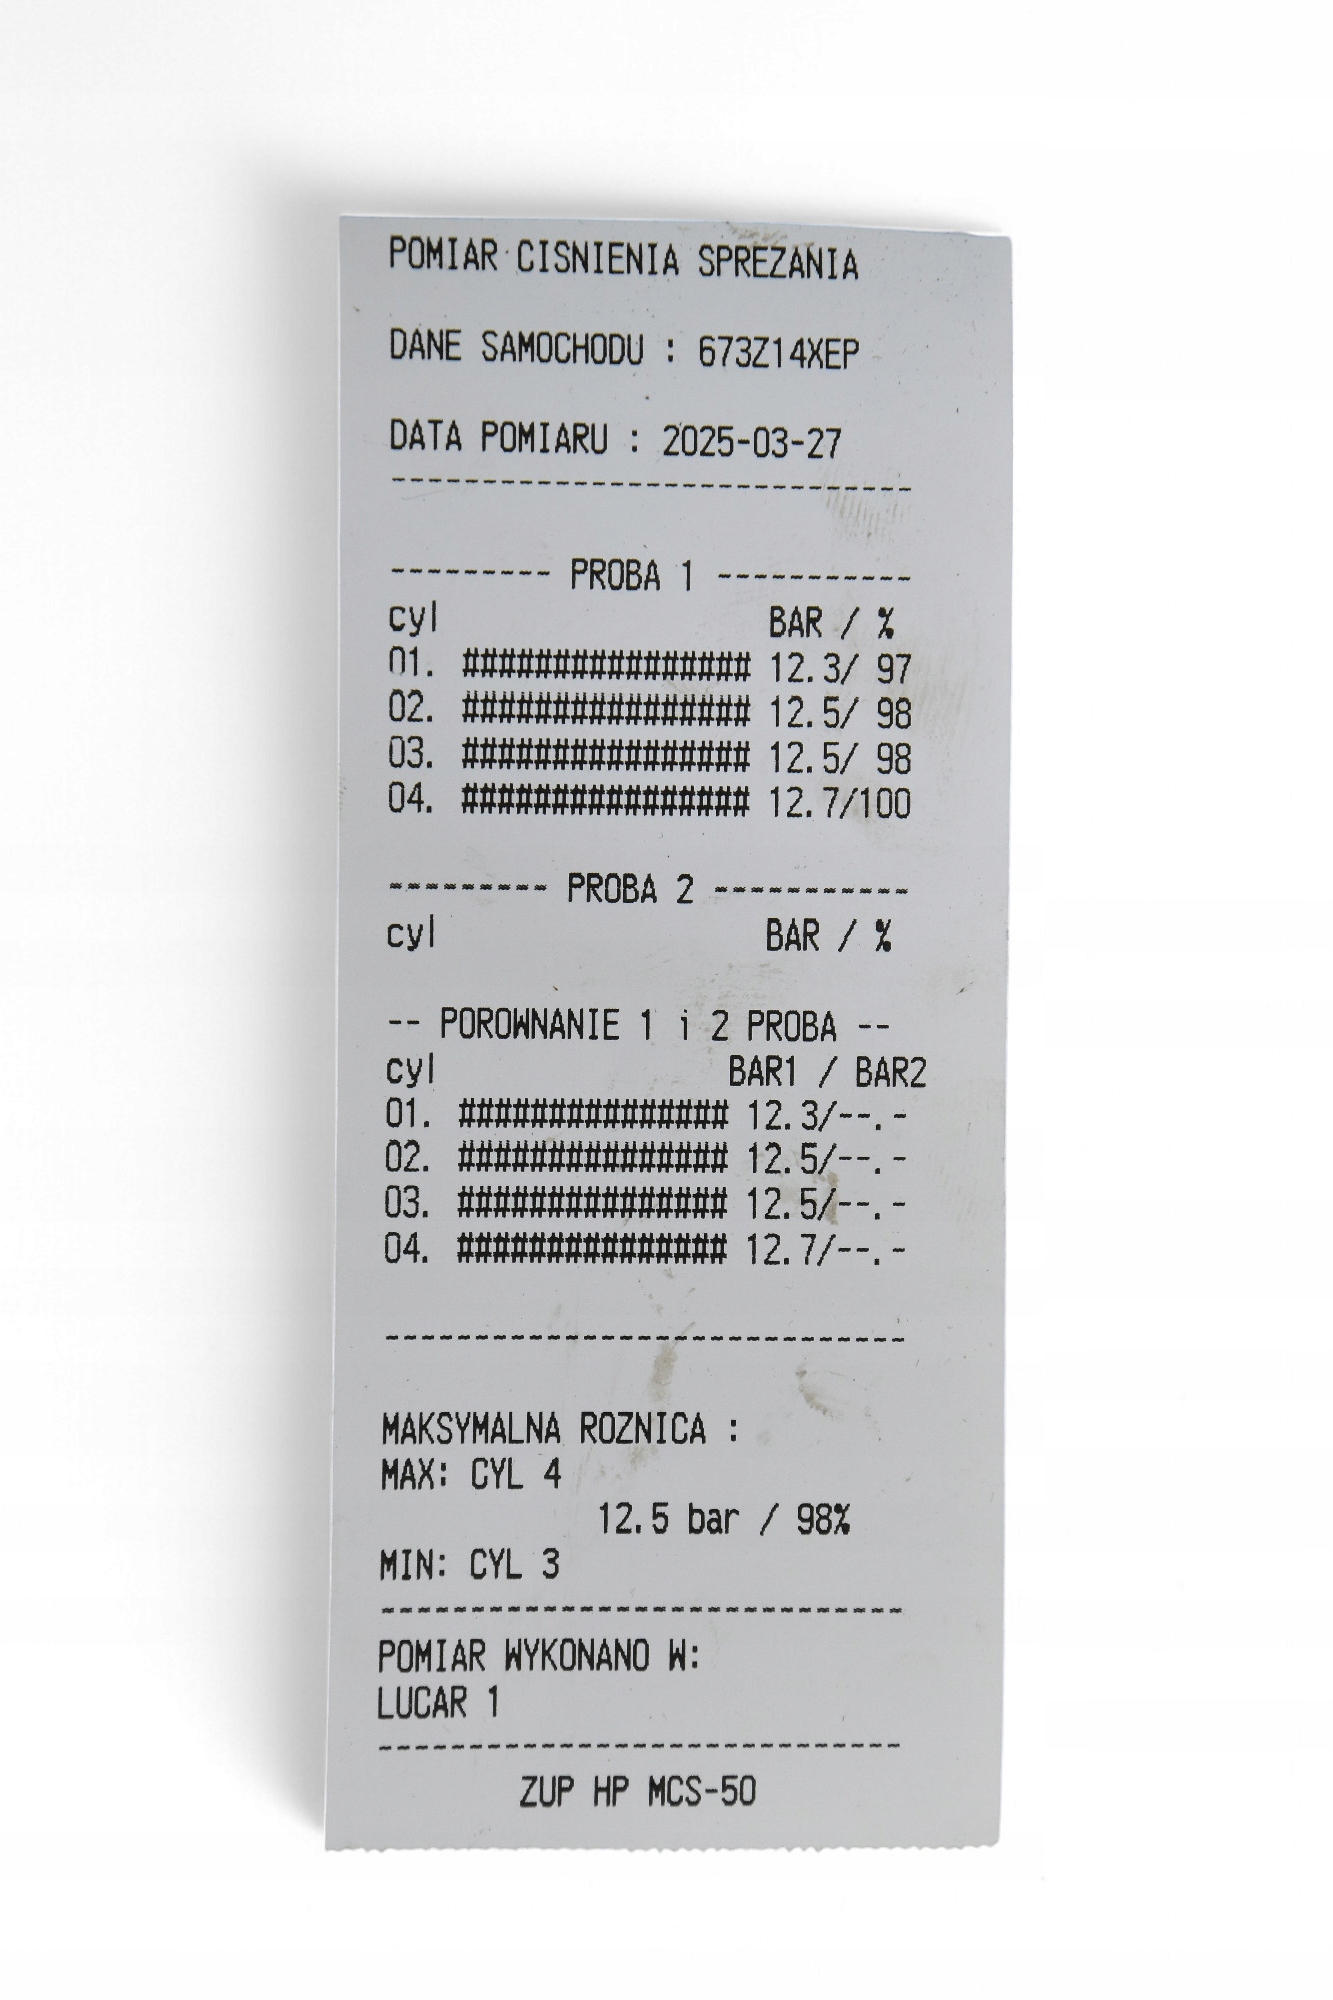 POMIAR CISNIENIA SPREZANIA
DANE SAMOCHODU : 673Z14XEP
DATA POMIARU : 2025-03-27
-----------------------------
--------- PROBA 1 -----------
cyl BAR / %
01. ################ 12.3/ 97
02. ################ 12.5/ 98
03. ################ 12.5/ 98
04. ################ 12.7/100
--------- PROBA 2 -----------
cyl BAR / %
-- POROWNANIE 1 i 2 PROBA --
cyl BAR1 / BAR2
01. ############### 12.3/--.-
02. ############### 12.5/--.-
03. ############### 12.5/--.-
04. ############### 12.7/--.-
-----------------------------
MAKSYMALNA ROZNICA :
MAX: CYL 4
12.5 bar / 98%
MIN: CYL 3
-----------------------------
POMIAR WYKONANO W:
LUCAR 1
-----------------------------
ZUP HP MCS-50